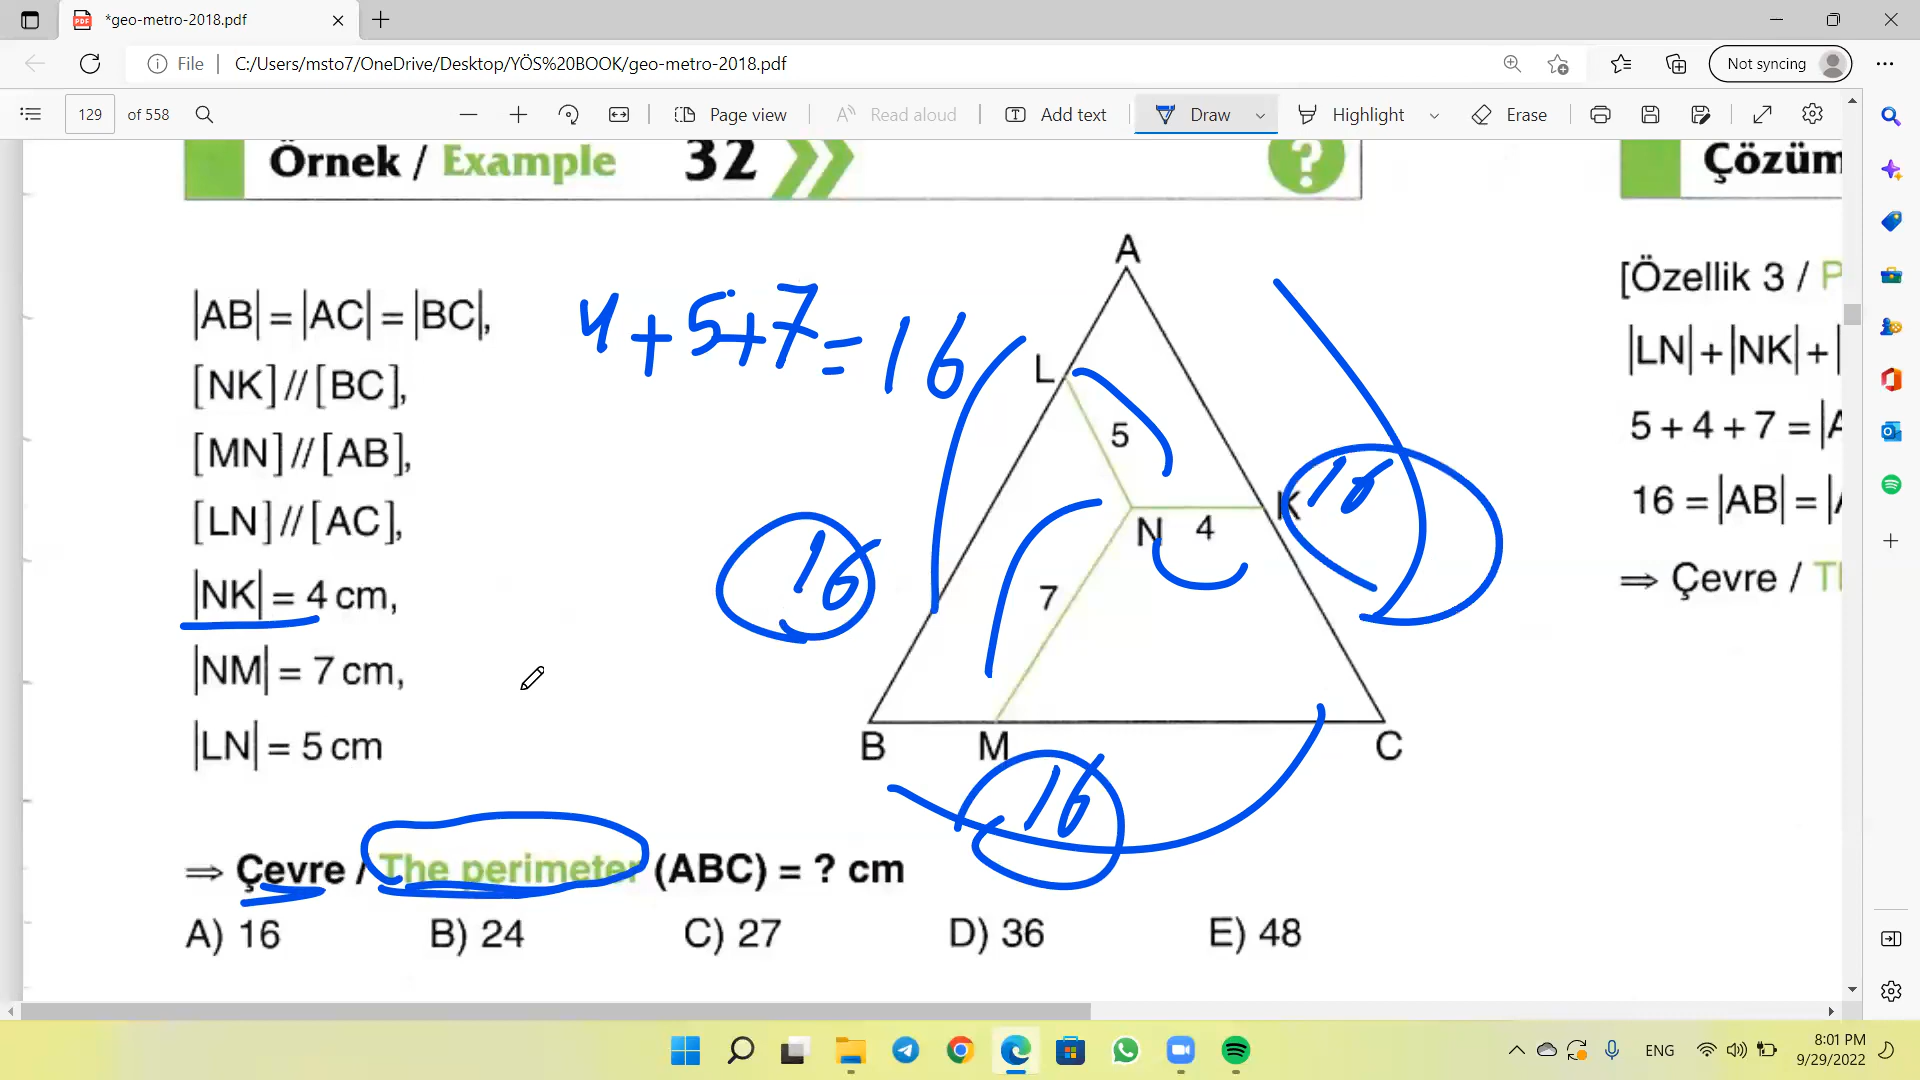 *geo-metro-2018.pdf
File
C:/Users/msto7/OneDrive/Desktop/YÖS%20BOOK/geo-metro-2018.pdf
Not syncing
129 of 558
Page view
Read aloud
Add text
Draw
Highlight
Erase
Örnek / Example 32
?
Çözüm
|AB| = |AC| = |BC|,
[NK] // [BC],
[MN] // [AB],
[LN] // [AC],
|NK| = 4 cm,
|NM| = 7 cm,
|LN| = 5 cm
4+5+7=16
A
L
5
K
N
4
7
B
M
C
16
16
16
⇒ Çevre / The perimeter (ABC) = ? cm
A) 16 B) 24 C) 27 D) 36 E) 48
[Özellik 3 / P
|LN| + |NK| + |
5 + 4 + 7 = |A
16 = |AB| = |A
⇒ Çevre / T
ENG
8:01 PM
9/29/2022